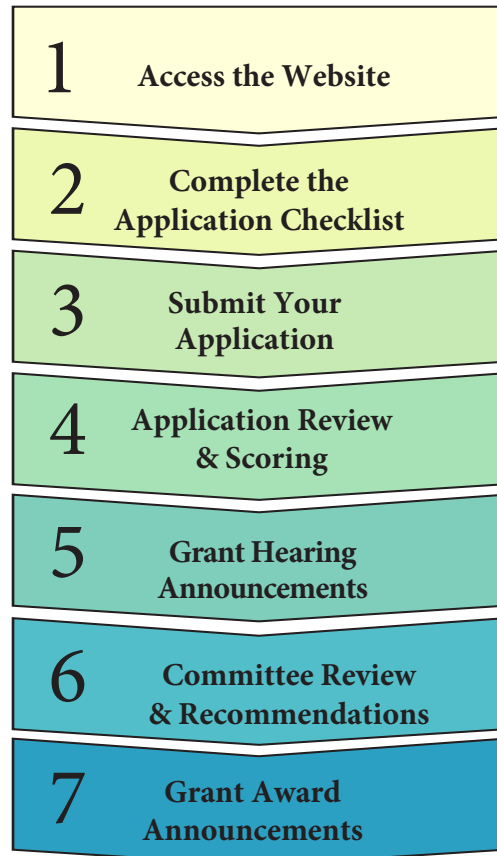 1 Access the Website
2 Complete the
Application Checklist
3 Submit Your
Application
4 Application Review
& Scoring
5 Grant Hearing
Announcements
6 Committee Review
& Recommendations
7 Grant Award
Announcements